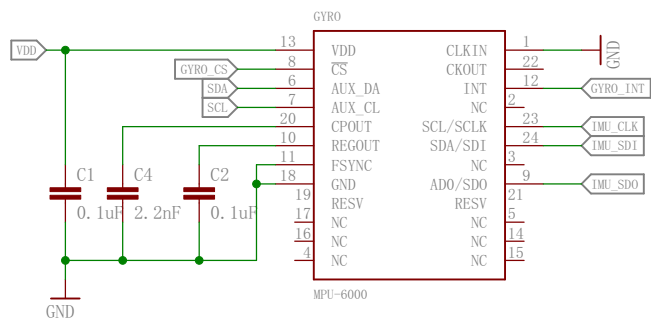 GYRO
VDD 13 VDD CLKIN 1 GND
GYRO_CS 8 CS CKOUT 22
SDA 6 AUX_DA INT 12 GYRO_INT
SCL 7 AUX_CL NC 2
20 CPOUT SCL/SCLK 23 IMU_CLK
10 REGOUT SDA/SDI 24 IMU_SDI
11 FSYNC NC 3
C1 C4 C2 18 GND AD0/SDO 9 IMU_SDO
0.1uF 2.2nF 0.1uF 19 RESV RESV 21
17 NC NC 5
16 NC NC 14
4 NC NC 15
GND MPU-6000